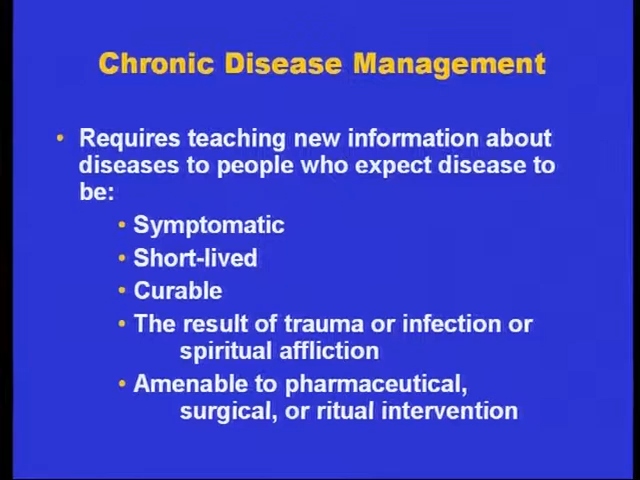 Chronic Disease Management
• Requires teaching new information about
diseases to people who expect disease to
be:
• Symptomatic
• Short-lived
• Curable
• The result of trauma or infection or
spiritual affliction
• Amenable to pharmaceutical,
surgical, or ritual intervention